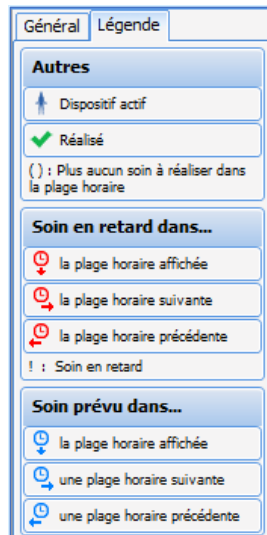 Général Légende
Autres
Dispositif actif
Réalisé
( ) : Plus aucun soin à réaliser dans
la plage horaire
Soin en retard dans...
la plage horaire affichée
la plage horaire suivante
la plage horaire précédente
! : Soin en retard
Soin prévu dans...
la plage horaire affichée
une plage horaire suivante
une plage horaire précédente